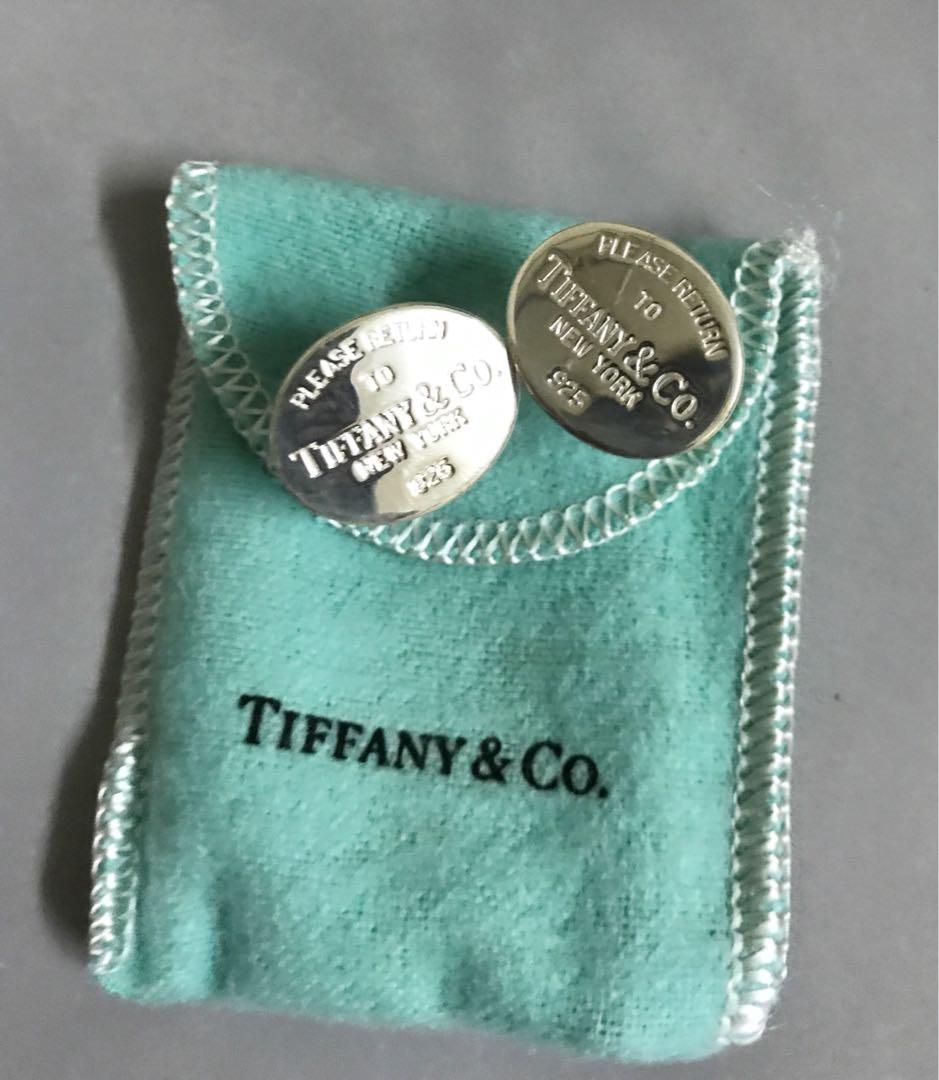 PLEASE RETURN
TO
TIFFANY & CO.
NEW YORK
925
PLEASE RETURN
TO
TIFFANY & CO.
NEW YORK
925
TIFFANY & CO.